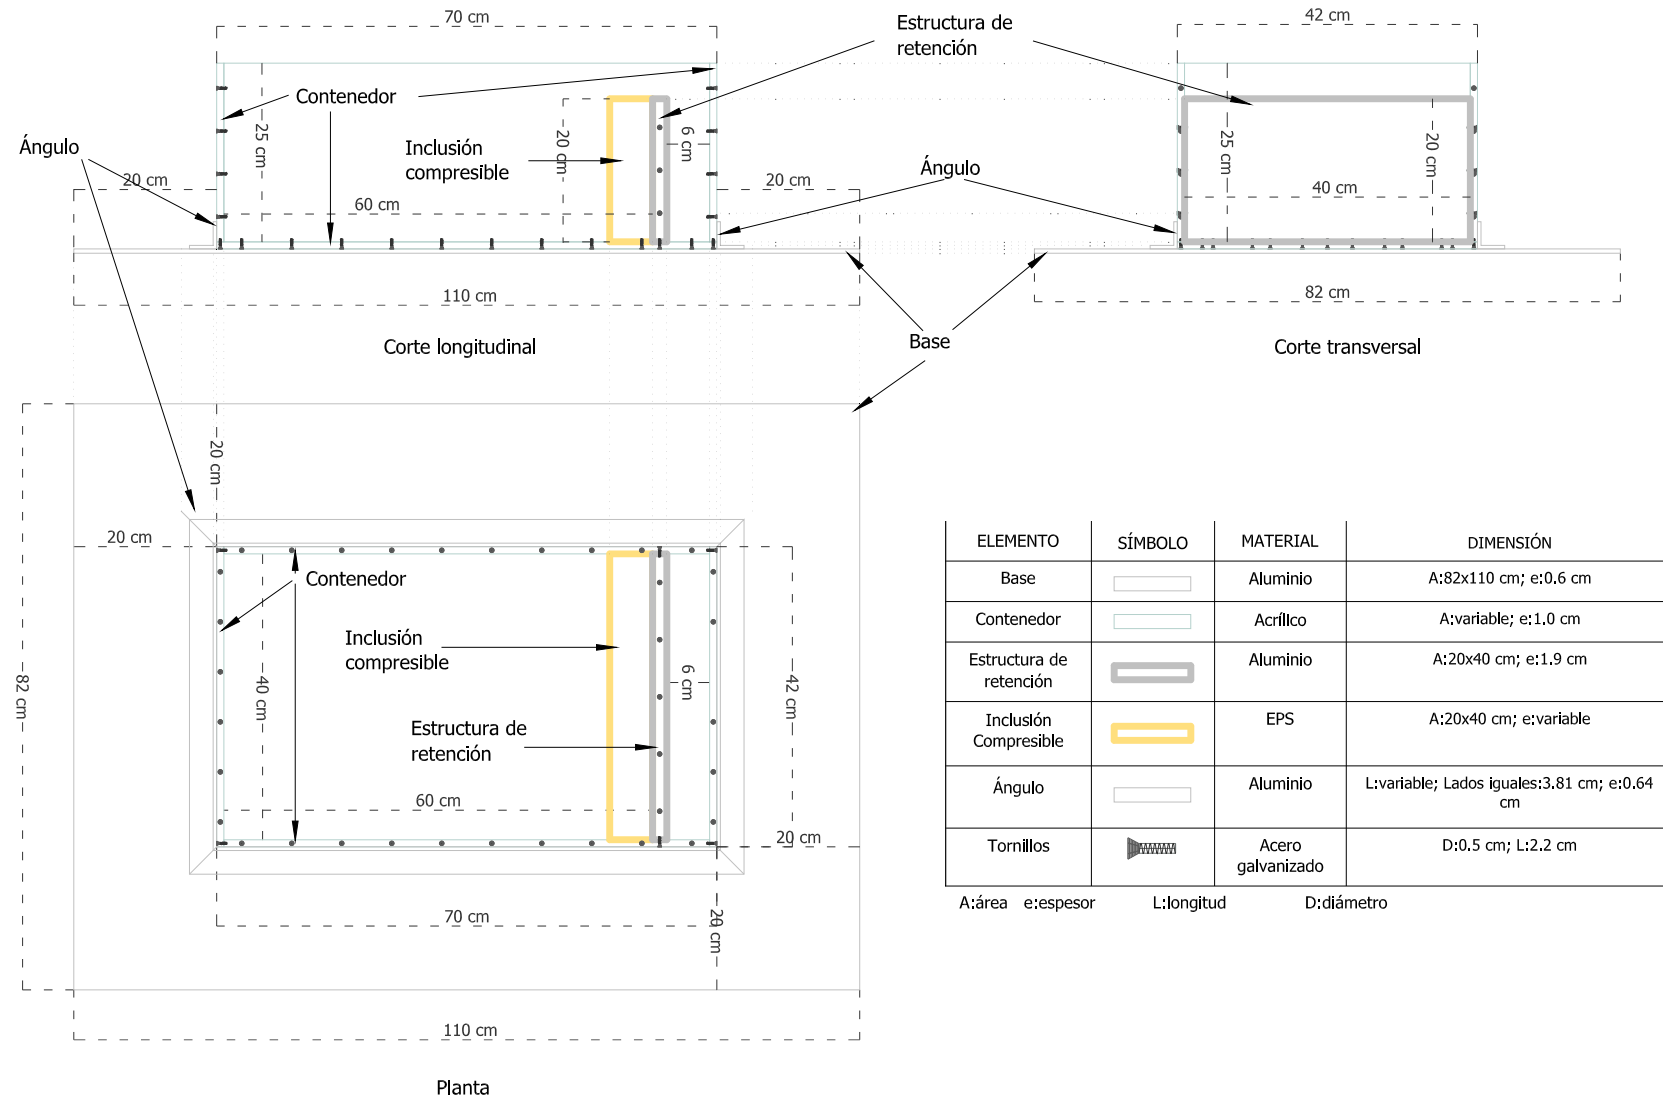 70 cm
Estructura de
retención
42 cm
Contenedor
Ángulo
25 cm
Inclusión
compresible
20 cm
6 cm
Ángulo
25 cm
20 cm
20 cm
20 cm
40 cm
60 cm
110 cm
82 cm
Corte longitudinal
Base
Corte transversal
20 cm
20 cm
Contenedor
Inclusión
compresible
82 cm
40 cm
6 cm
42 cm
Estructura de
retención
60 cm
20 cm
70 cm
20 cm
110 cm
Planta
ELEMENTO SÍMBOLO MATERIAL DIMENSIÓN
Base Aluminio A:82x110 cm; e:0.6 cm
Contenedor Acrílico A:variable; e:1.0 cm
Estructura de Aluminio A:20x40 cm; e:1.9 cm
retención
Inclusión EPS A:20x40 cm; e:variable
Compresible
Ángulo Aluminio L:variable; Lados iguales:3.81 cm; e:0.64
cm
Tornillos Acero D:0.5 cm; L:2.2 cm
galvanizado
A:área e:espesor L:longitud D:diámetro